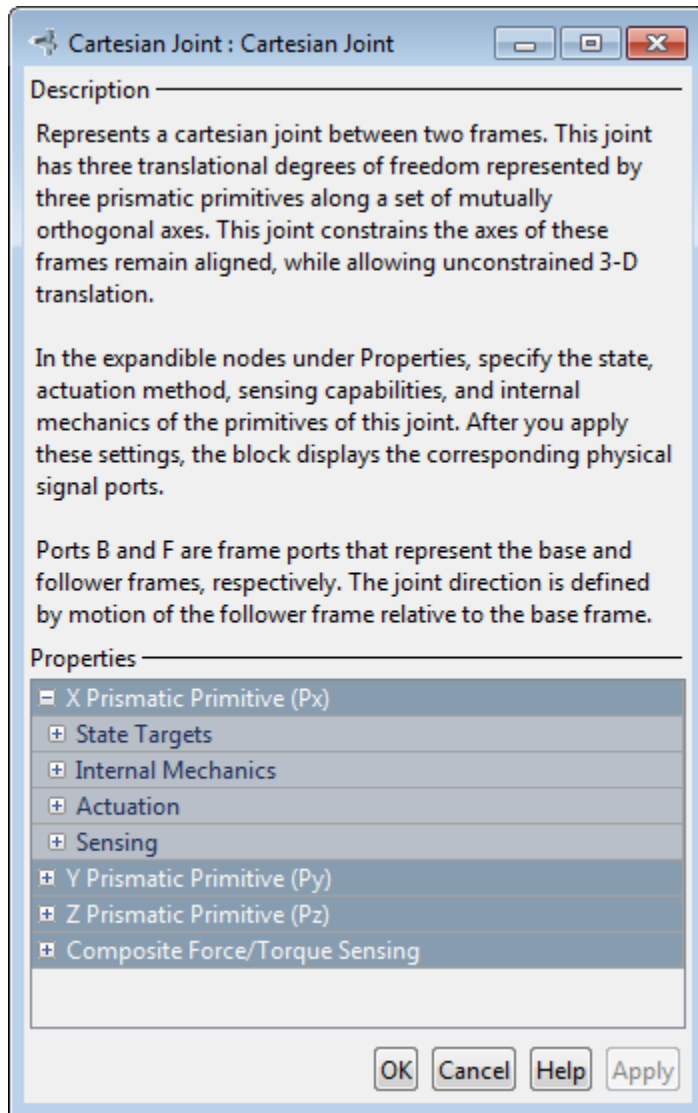 Cartesian Joint : Cartesian Joint
Description
Represents a cartesian joint between two frames. This joint
has three translational degrees of freedom represented by
three prismatic primitives along a set of mutually
orthogonal axes. This joint constrains the axes of these
frames remain aligned, while allowing unconstrained 3-D
translation.
In the expandible nodes under Properties, specify the state,
actuation method, sensing capabilities, and internal
mechanics of the primitives of this joint. After you apply
these settings, the block displays the corresponding physical
signal ports.
Ports B and F are frame ports that represent the base and
follower frames, respectively. The joint direction is defined
by motion of the follower frame relative to the base frame.
Properties
X Prismatic Primitive (Px)
State Targets
Internal Mechanics
Actuation
Sensing
Y Prismatic Primitive (Py)
Z Prismatic Primitive (Pz)
Composite Force/Torque Sensing
OK Cancel Help Apply